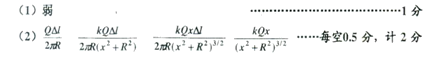 (1) 弱 ……………………………………1 分
(2) QΔl/2πR kQΔl/2πR(x²+R²) kQxΔl/2πR(x²+R²)^{3/2} kQx/(x²+R²)^{3/2} ……每空0.5 分，计 2 分